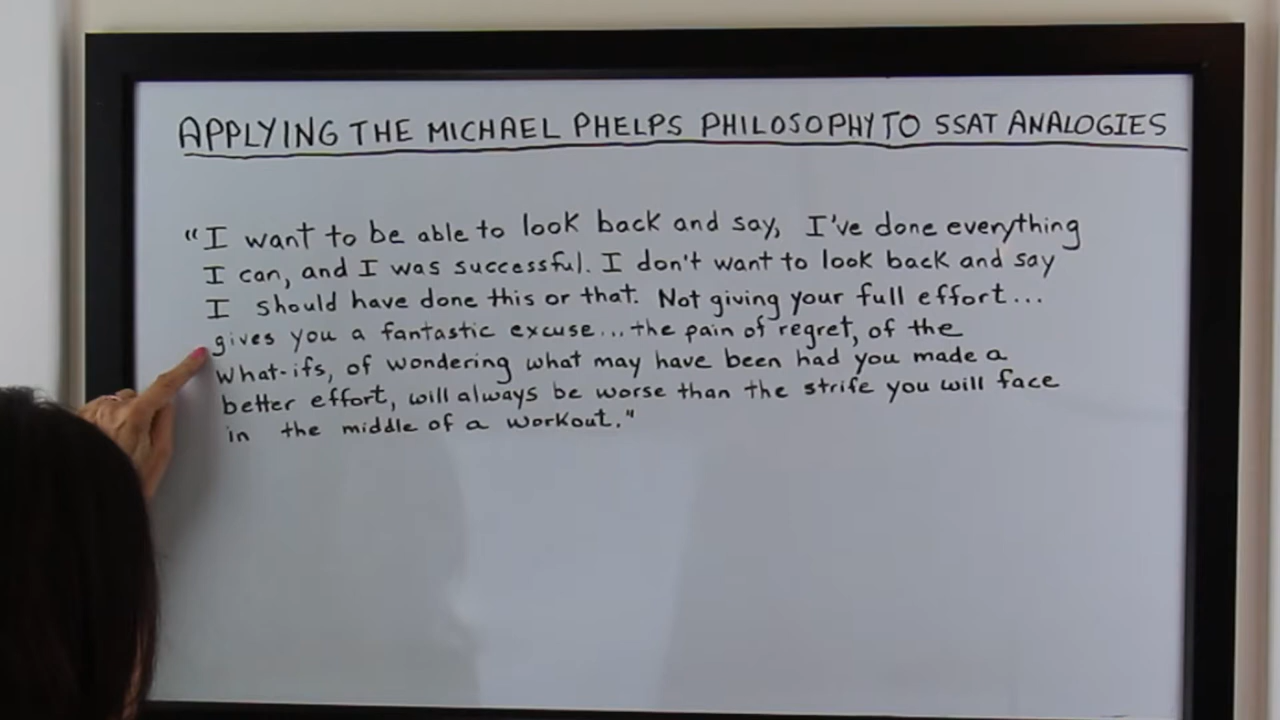 APPLYING THE MICHAEL PHELPS PHILOSOPHY TO SSAT ANALOGIES
"I want to be able to look back and say, I've done everything
I can, and I was successful. I don't want to look back and say
I should have done this or that. Not giving your full effort...
gives you a fantastic excuse...the pain of regret, of the
what-ifs, of wondering what may have been had you made a
better effort, will always be worse than the strife you will face
in the middle of a workout."